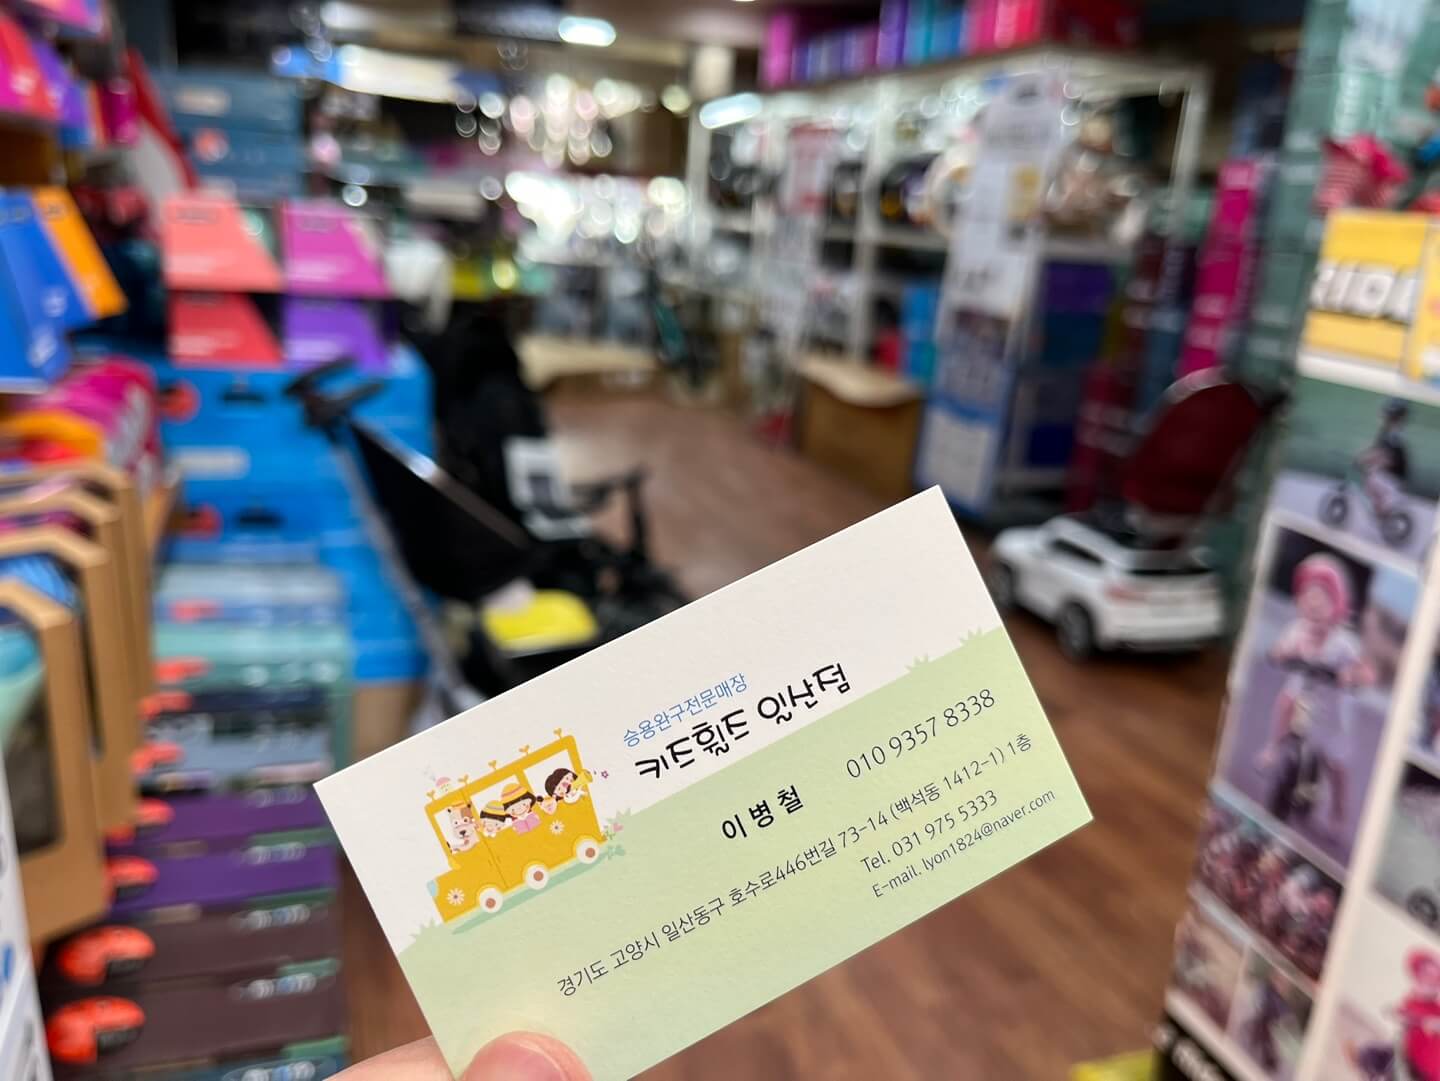 승용완구전문매장
키즈휠즈 일산점
이병철
010 9357 8338
경기도 고양시 일산동구 호수로446번길 73-14 (백석동 1412-1) 1층
Tel. 031 975 5333
E-mail. lyon1824@naver.com